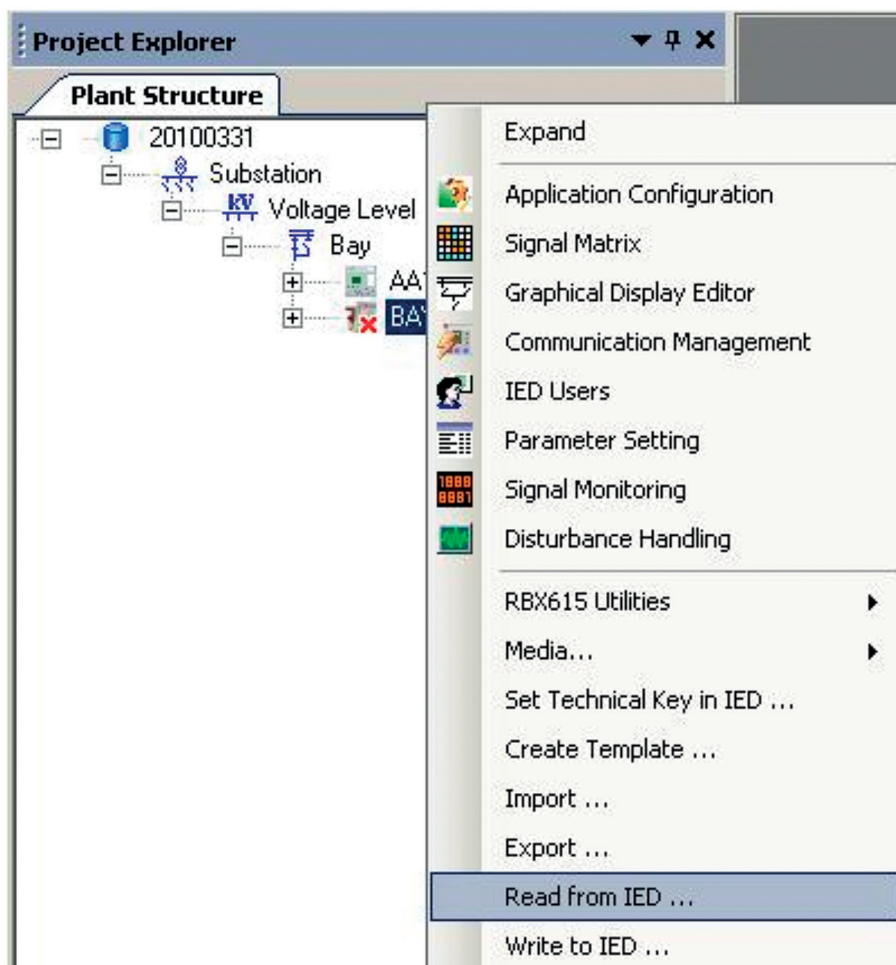 Project Explorer
Plant Structure
20100331
Substation
Voltage Level
Bay
Expand
Application Configuration
Signal Matrix
Graphical Display Editor
Communication Management
IED Users
Parameter Setting
Signal Monitoring
Disturbance Handling
RBX615 Utilities
Media...
Set Technical Key in IED ...
Create Template ...
Import ...
Export ...
Read from IED ...
Write to IED ...